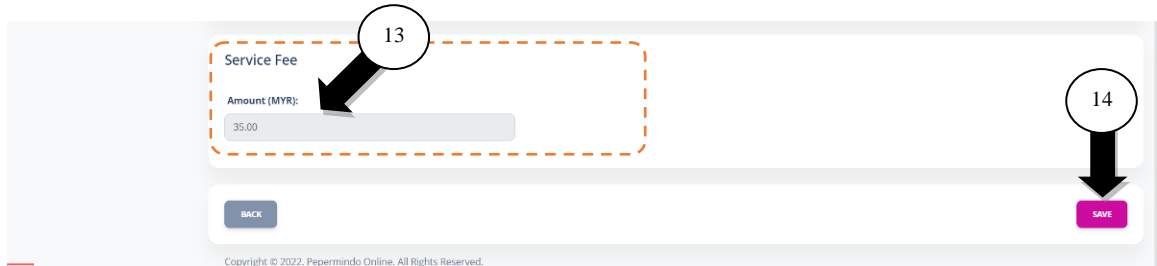 13
Service Fee
Amount (MYR):
35.00
14
BACK
SAVE
Copyright © 2022. Pepermindo Online. All Rights Reserved.